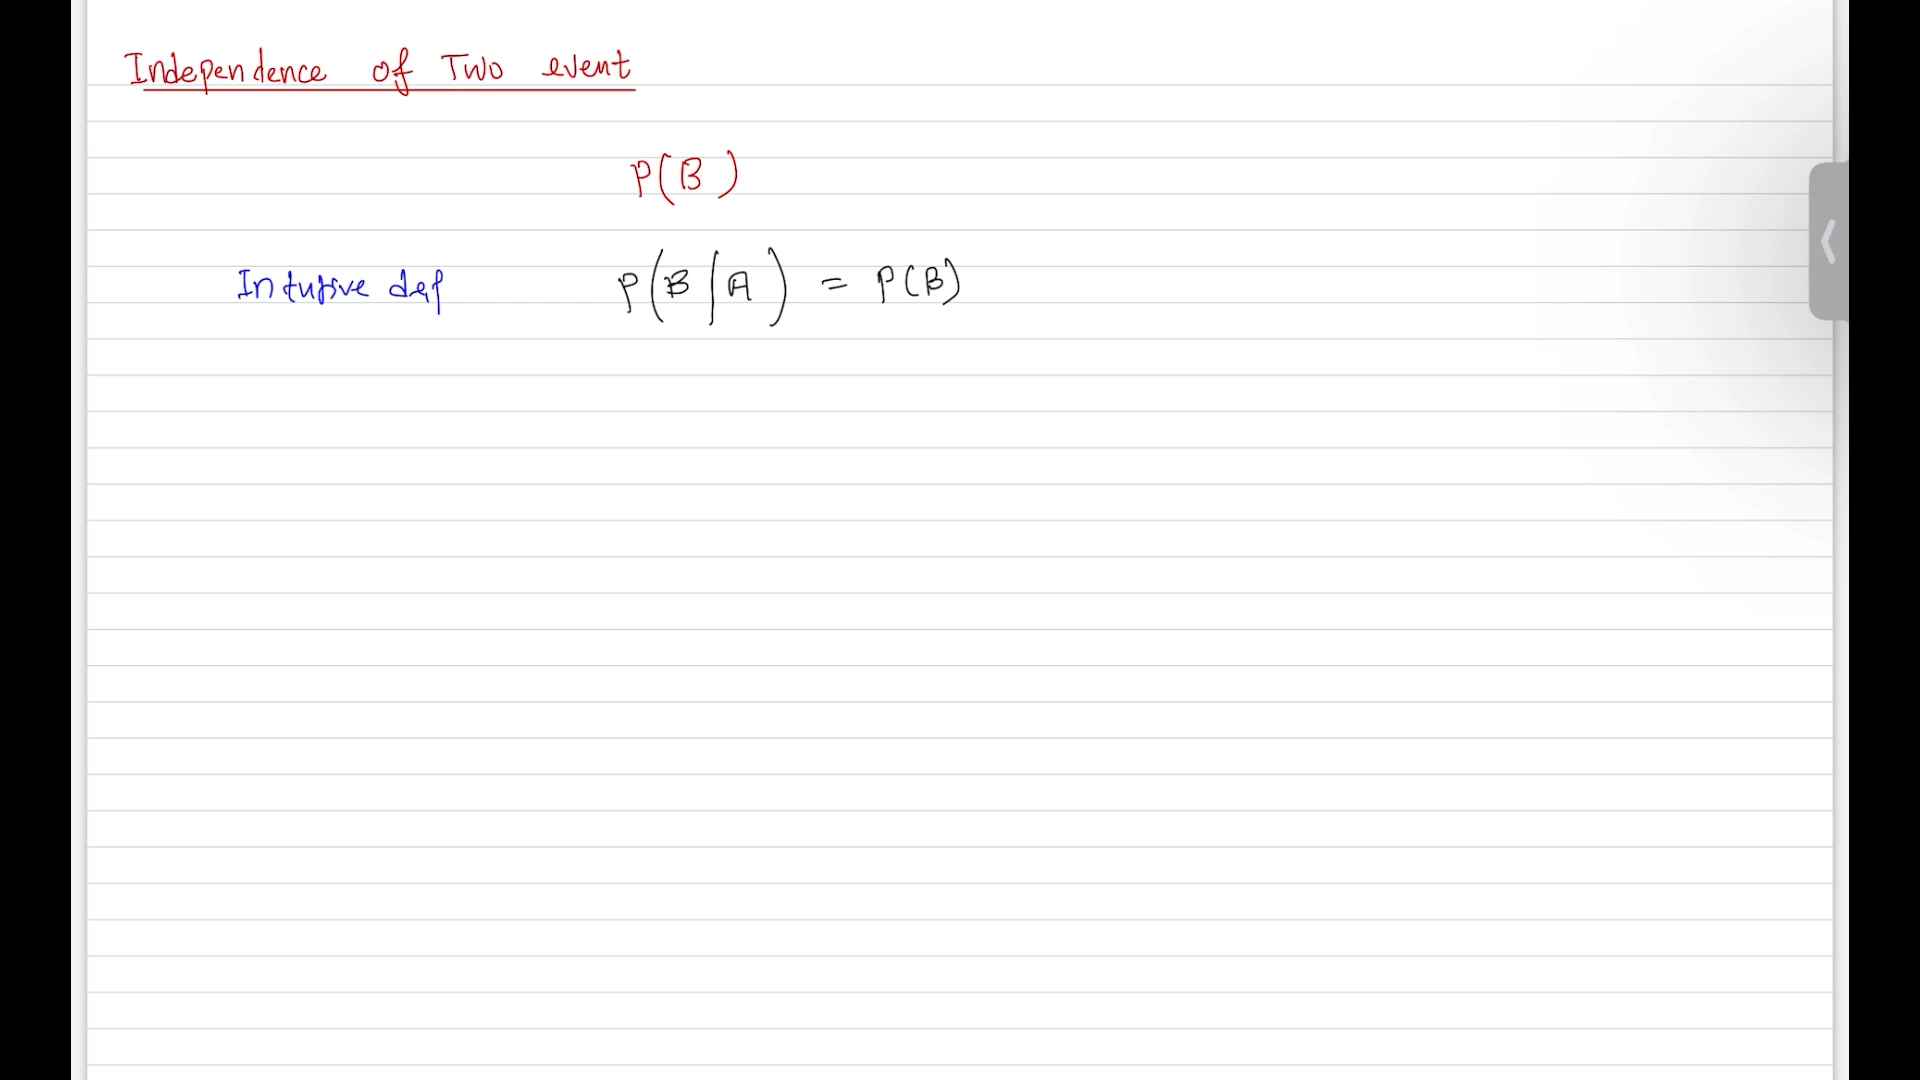 Independence of Two event
P(B)
Intutive def P(B/A) = P(B)